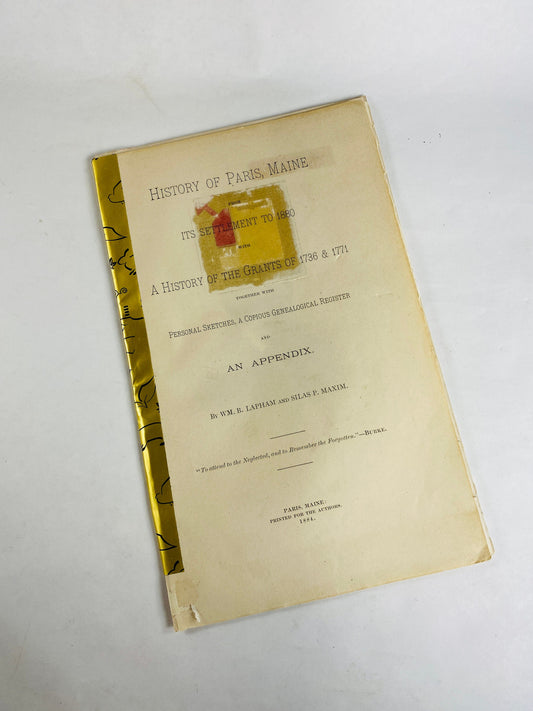 HISTORY OF PARIS, MAINE
FROM
ITS SETTLEMENT TO 1880
WITH
A HISTORY OF THE GRANTS OF 1736 & 1771
TOGETHER WITH
PERSONAL SKETCHES, A COPIOUS GENEALOGICAL REGISTER
AND
AN APPENDIX.
BY WM. B. LAPHAM AND SILAS P. MAXIM.
"To attend to the Neglected, and to Remember the Forgotten."—BURKE.
PARIS, MAINE:
PRINTED FOR THE AUTHORS.
1884.